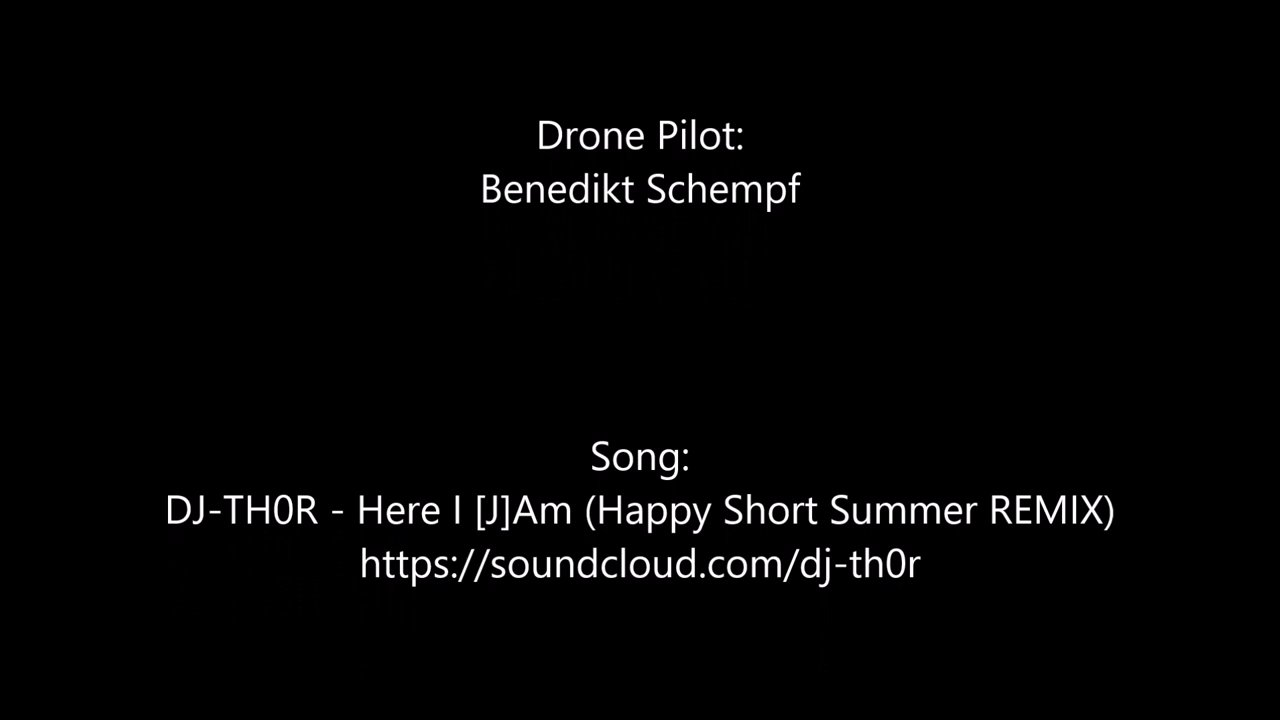 Drone Pilot:
Benedikt Schempf
Song:
DJ-TH0R - Here I [J]Am (Happy Short Summer REMIX)
https://soundcloud.com/dj-th0r